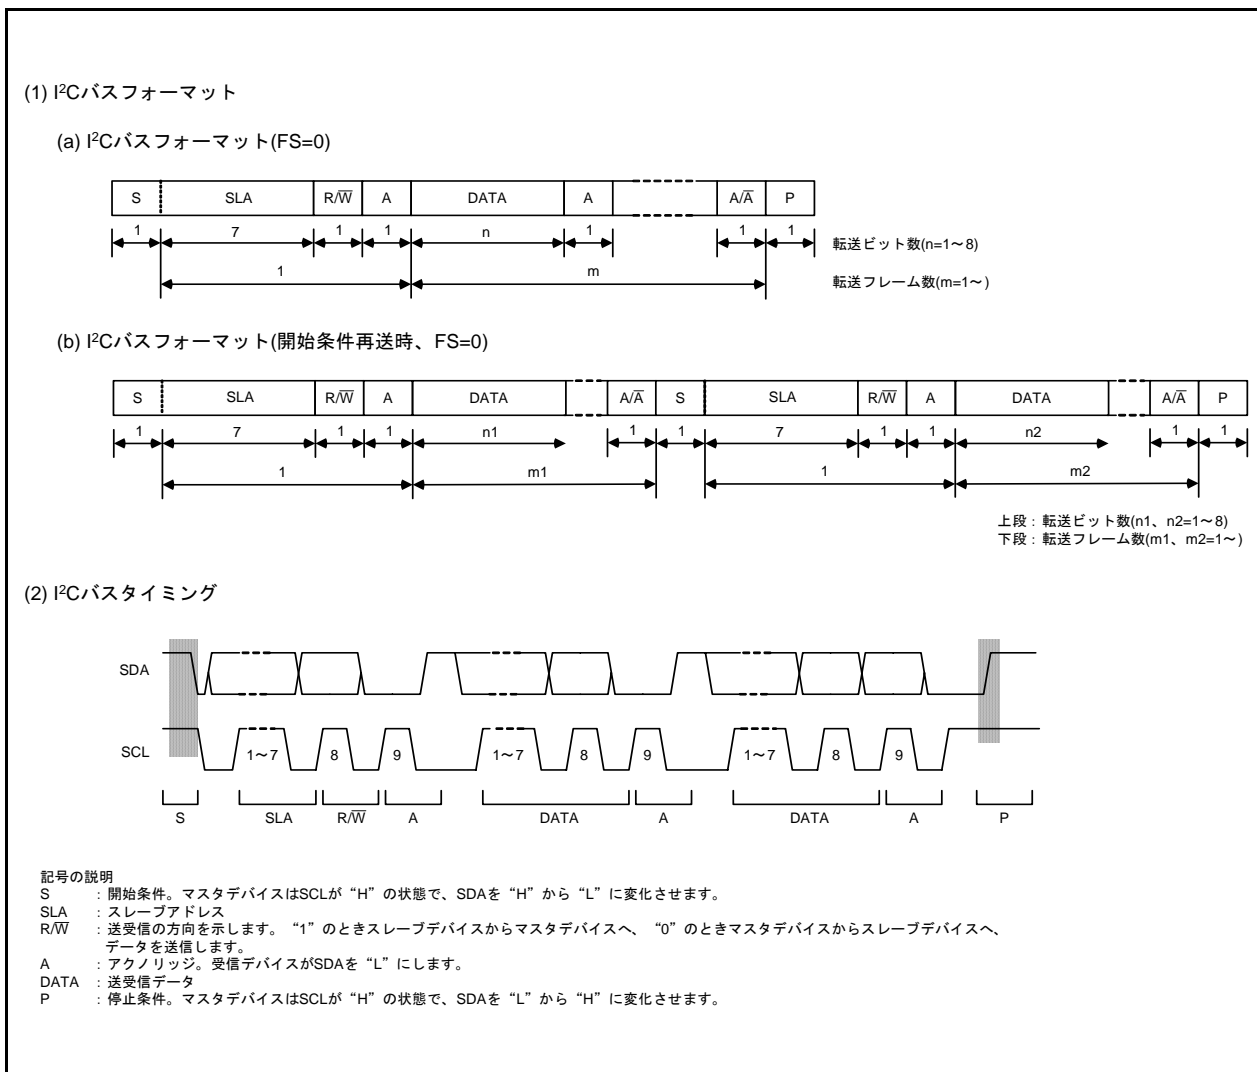 (1) I²Cバスフォーマット
(a) I²Cバスフォーマット(FS=0)
S SLA R/W̅ A DATA A A/A̅ P
1 7 1 1 n 1 1 1
転送ビット数(n=1～8)
1 m
転送フレーム数(m=1～)
(b) I²Cバスフォーマット(開始条件再送時、FS=0)
S SLA R/W̅ A DATA A/A̅ S SLA R/W̅ A DATA A/A̅ P
1 7 1 1 n1 1 1 7 1 1 n2 1 1
1 m1 1 m2
上段 : 転送ビット数(n1、n2=1～8)
下段 : 転送フレーム数(m1、m2=1～)
(2) I²Cバスタイミング
SDA
SCL 1～7 8 9 1～7 8 9 1～7 8 9
S SLA R/W̅ A DATA A DATA A P
記号の説明
S : 開始条件。マスタデバイスはSCLが“H”の状態で、SDAを“H”から“L”に変化させます。
SLA : スレーブアドレス
R/W̅ : 送受信の方向を示します。“1”のときスレーブデバイスからマスタデバイスへ、“0”のときマスタデバイスからスレーブデバイスへ、
データを送信します。
A : アクノリッジ。受信デバイスがSDAを“L”にします。
DATA : 送受信データ
P : 停止条件。マスタデバイスはSCLが“H”の状態で、SDAを“L”から“H”に変化させます。